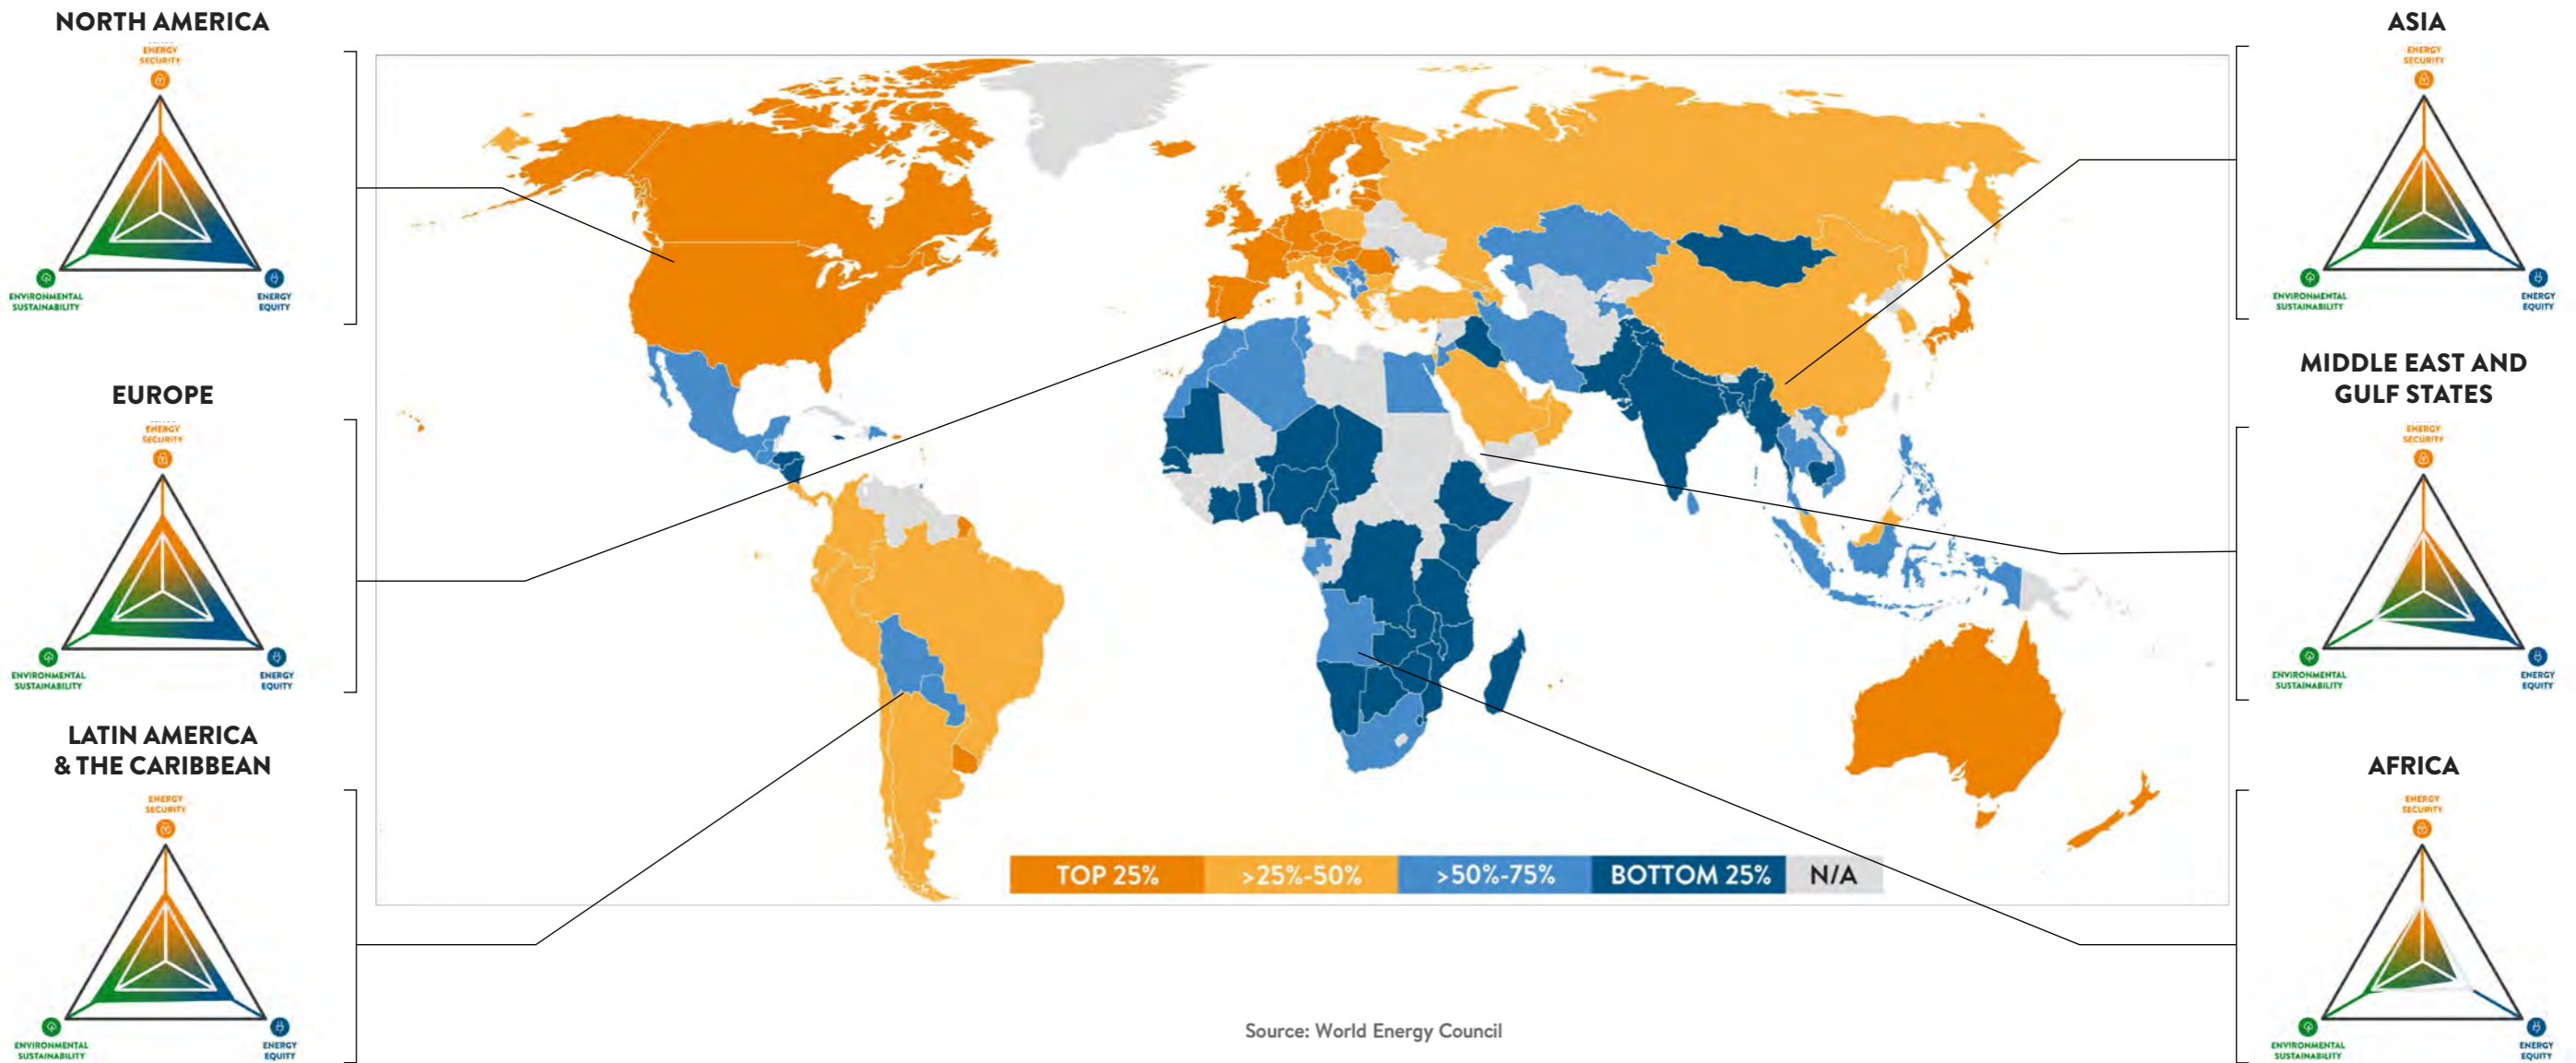 NORTH AMERICA
ENERGY
SECURITY
ENVIRONMENTAL
SUSTAINABILITY
ENERGY
EQUITY
EUROPE
ENERGY
SECURITY
ENVIRONMENTAL
SUSTAINABILITY
ENERGY
EQUITY
LATIN AMERICA
& THE CARIBBEAN
ENERGY
SECURITY
ENVIRONMENTAL
SUSTAINABILITY
ENERGY
EQUITY
ASIA
ENERGY
SECURITY
ENVIRONMENTAL
SUSTAINABILITY
ENERGY
EQUITY
MIDDLE EAST AND
GULF STATES
ENERGY
SECURITY
ENVIRONMENTAL
SUSTAINABILITY
ENERGY
EQUITY
AFRICA
ENERGY
SECURITY
ENVIRONMENTAL
SUSTAINABILITY
ENERGY
EQUITY
TOP 25% >25%-50% >50%-75% BOTTOM 25% N/A
Source: World Energy Council